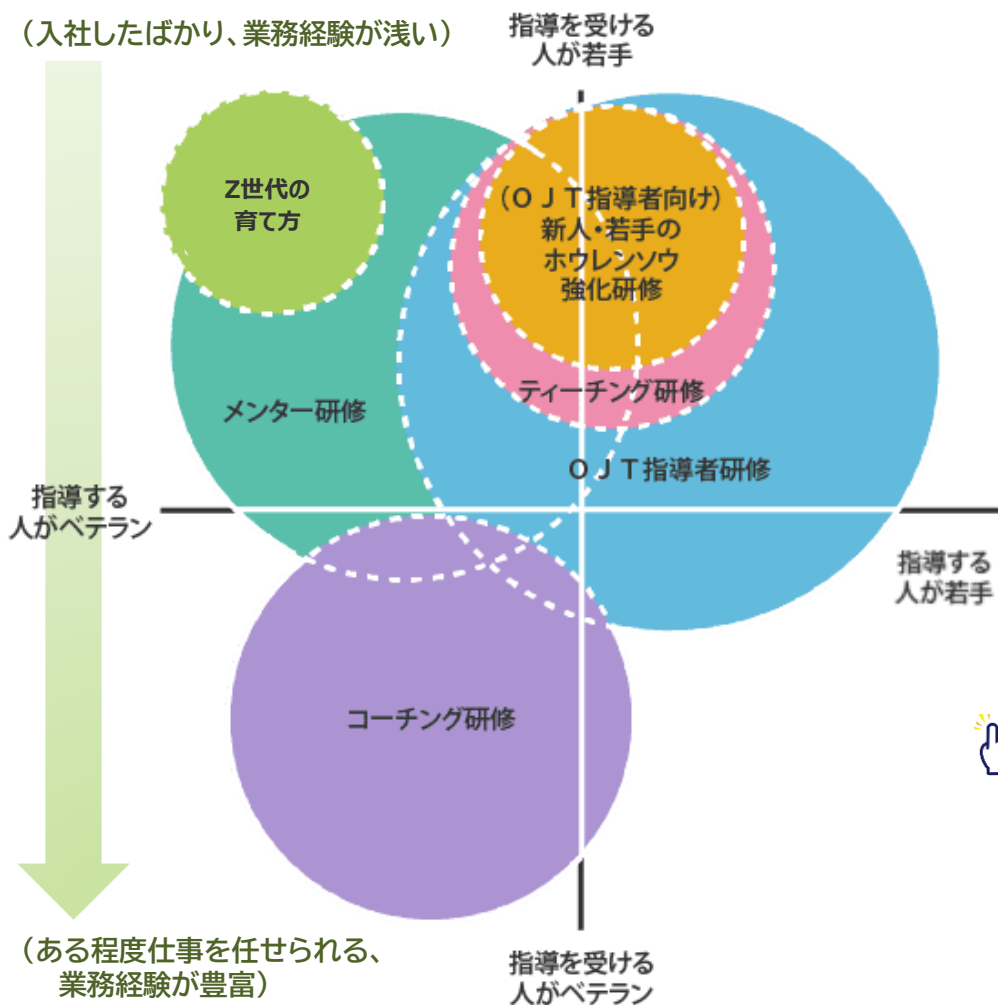 (入社したばかり、業務経験が浅い)
指導を受ける
人が若手
Z世代の
育て方
(OJT指導者向け)
新人・若手の
ホウレンソウ
強化研修
ティーチング研修
メンター研修
OJT指導者研修
指導する
人がベテラン
指導する
人が若手
コーチング研修
(ある程度仕事を任せられる、
業務経験が豊富)
指導を受ける
人がベテラン